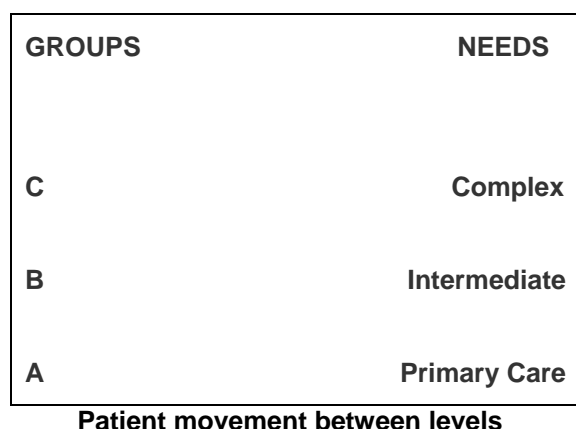 GROUPS NEEDS
C Complex
B Intermediate
A Primary Care
Patient movement between levels